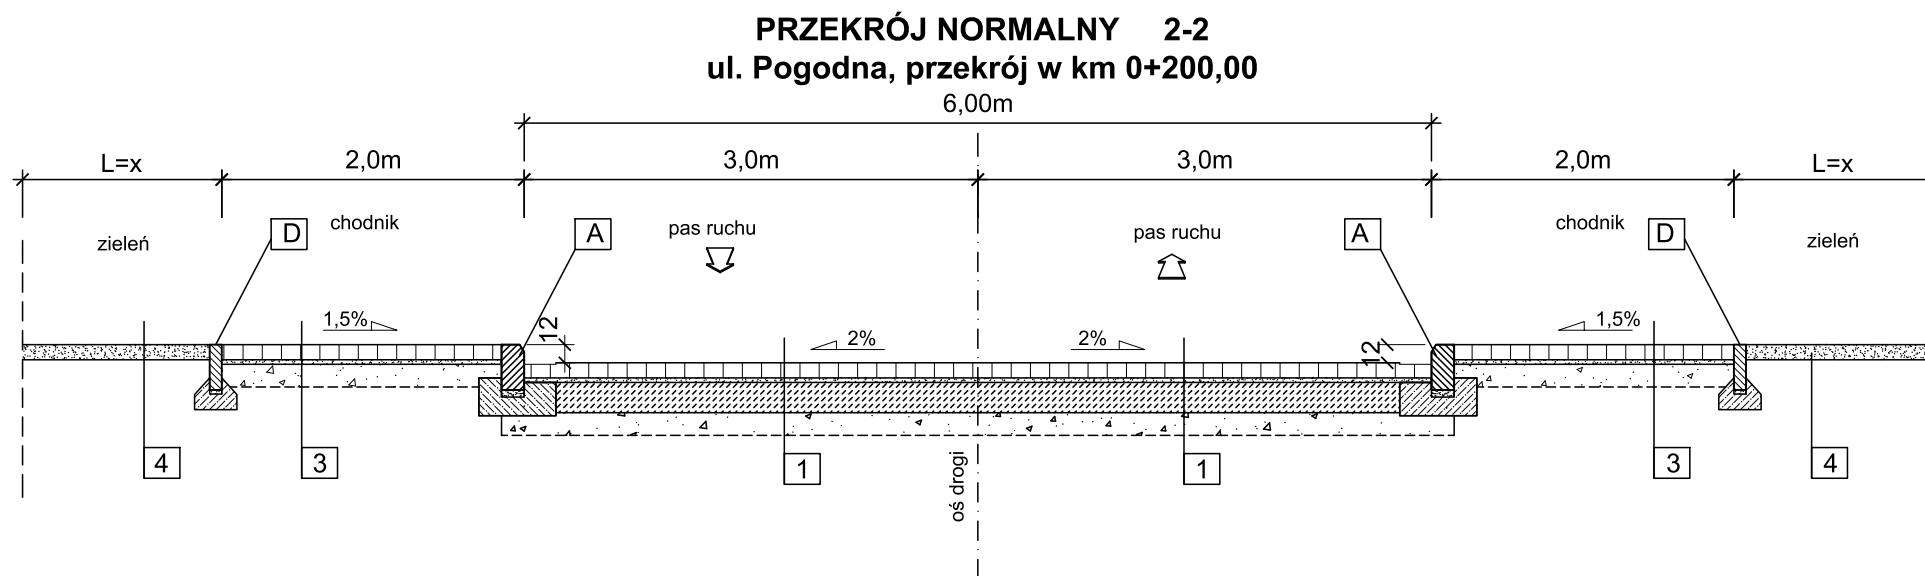 PRZEKRÓJ NORMALNY 2-2
ul. Pogodna, przekrój w km 0+200,00
6,00m
L=x 2,0m 3,0m 3,0m 2,0m L=x
zieleń D chodnik A pas ruchu pas ruchu A chodnik D zieleń
1,5% 12 2% 2% 12 1,5%
4 3 1 1 3 4
oś drogi